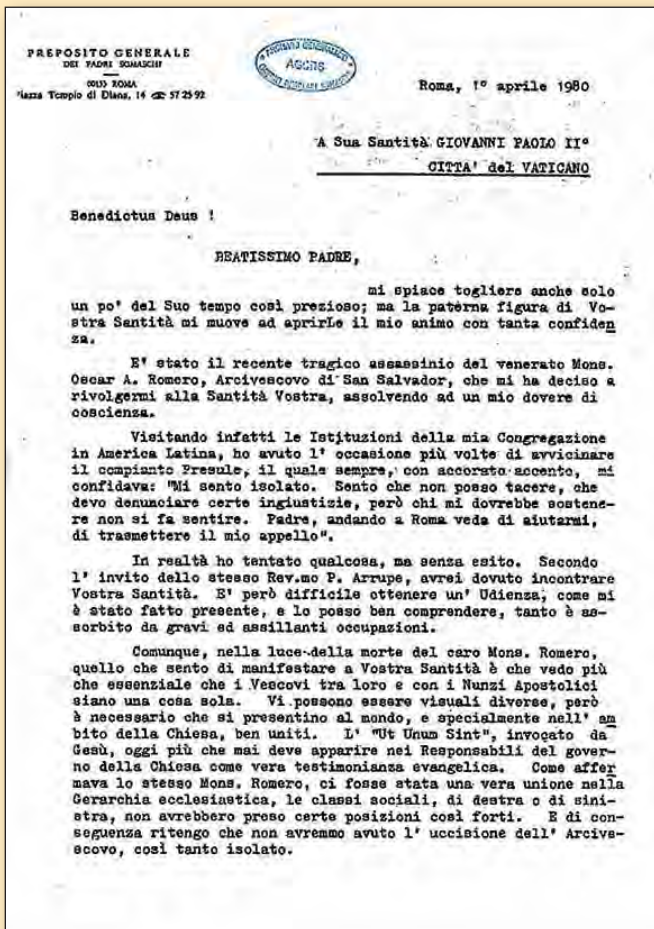 PREPOSITO GENERALE
DEI PADRI SOMASCHI
ROMA
Piazza Tempio di Diana, 14 ☎ 57 25 92
AGCRS
Roma, 1° aprile 1980
A Sua Santità GIOVANNI PAOLO II°
CITTA' del VATICANO
Benedictus Deus !
BEATISSIMO PADRE,
mi spiace togliere anche solo
un po' del Suo tempo così prezioso; ma la paterna figura di Vo-
stra Santità mi muove ad aprirLe il mio animo con tanta confiden
za.
E' stato il recente tragico assassinio del venerato Mons.
Oscar A. Romero, Arcivescovo di San Salvador, che mi ha deciso a
rivolgermi alla Santità Vostra, assolvendo ad un mio dovere di
coscienza.
Visitando infatti le Istituzioni della mia Congregazione
in America Latina, ho avuto l' occasione più volte di avvicinare
il compianto Presule, il quale sempre, con accorato accento, mi
confidava: "Mi sento isolato. Sento che non posso tacere, che
devo denunciare certe ingiustizie, però chi mi dovrebbe sostene-
re non si fa sentire. Padre, andando a Roma veda di aiutarmi,
di trasmettere il mio appello".
In realtà ho tentato qualcosa, ma senza esito. Secondo
l' invito dello stesso Rev.mo P. Arrupe, avrei dovuto incontrare
Vostra Santità. E' però difficile ottenere un' Udienza, come mi
è stato fatto presente, e lo posso ben comprendere, tanto è as-
sorbito da gravi ed assillanti occupazioni.
Comunque, nella luce della morte del caro Mons. Romero,
quello che sento di manifestare a Vostra Santità è che vedo più
che essenziale che i Vescovi tra loro e con i Nunzi Apostolici
siano una cosa sola. Vi possono essere visuali diverse, però
è necessario che si presentino al mondo, e specialmente nell' am
bito della Chiesa, ben uniti. L' "Ut Unum Sint", invocato da
Gesù, oggi più che mai deve apparire nei Responsabili del gover-
no della Chiesa come vera testimonianza evangelica. Come affer
mava lo stesso Mons. Romero, ci fosse stata una vera unione nella
Gerarchia ecclesiastica, le classi sociali, di destra o di sini-
stra, non avrebbero preso certe posizioni così forti. E di con-
seguenza ritengo che non avremmo avuto l' uccisione dell' Arcive-
scovo, così tanto isolato.